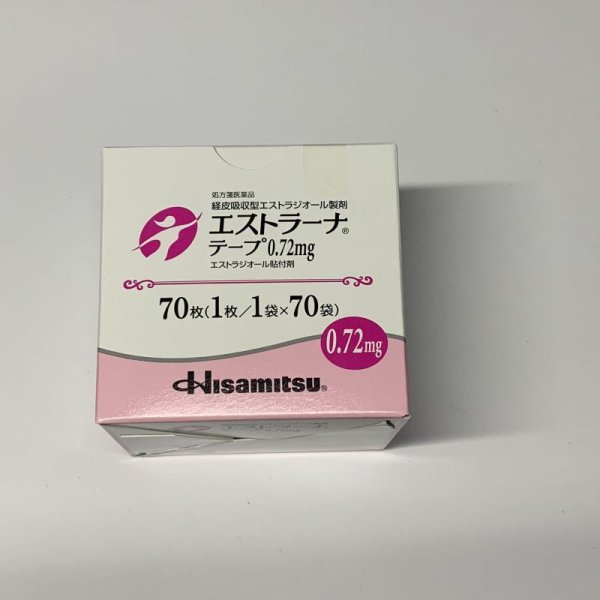 処方箋医薬品
経皮吸収型エストラジオール製剤
エストラーナ®
テープ0.72mg
エストラジオール貼付剤
70枚(1枚/1袋×70袋)
0.72mg
Hisamitsu®